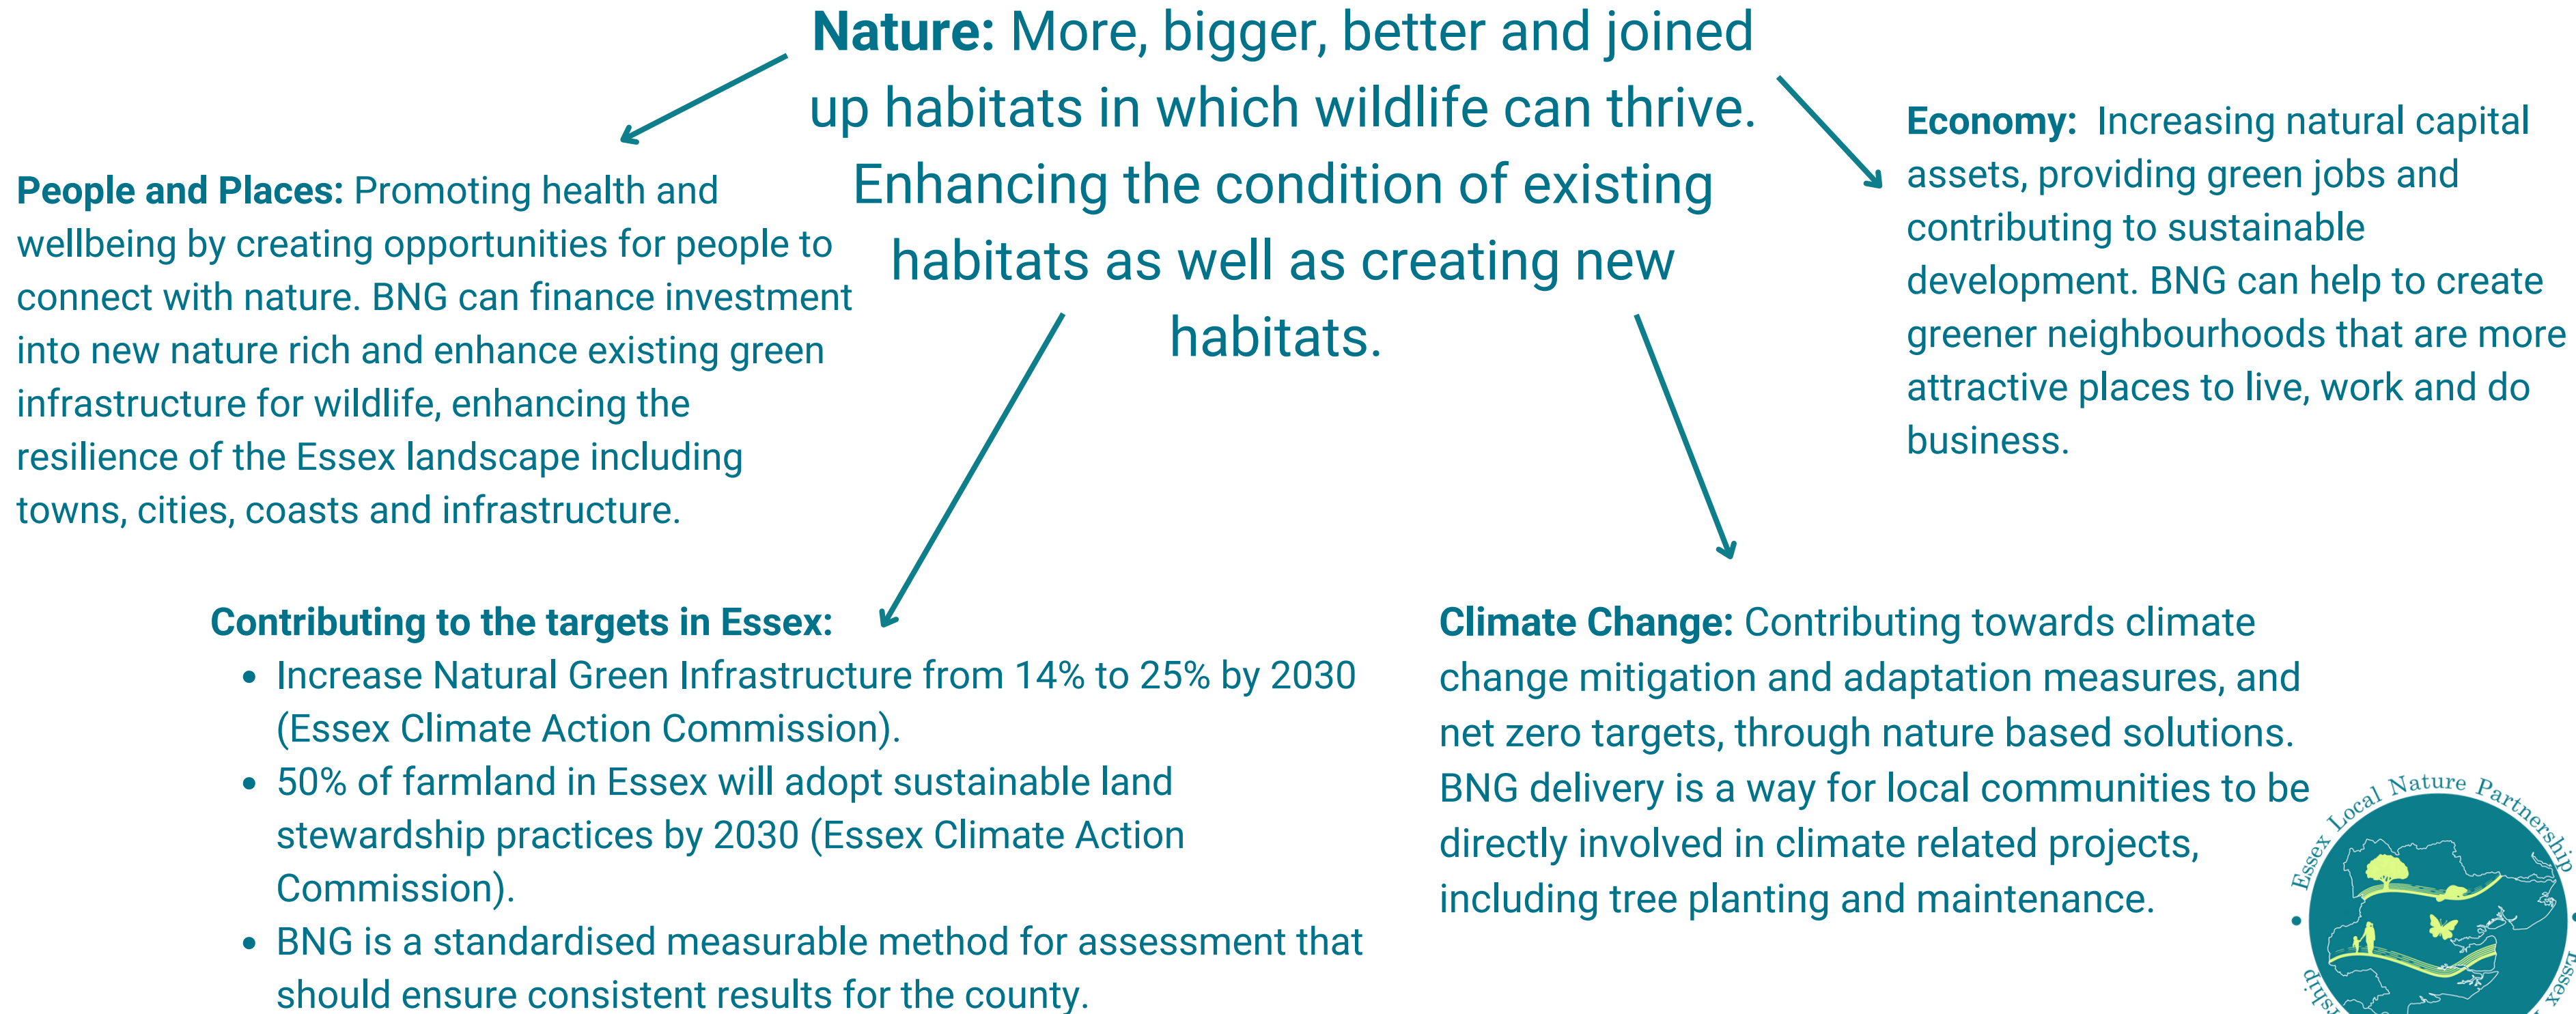 Nature: More, bigger, better and joined
up habitats in which wildlife can thrive.
Enhancing the condition of existing
habitats as well as creating new
habitats.
People and Places: Promoting health and
wellbeing by creating opportunities for people to
connect with nature. BNG can finance investment
into new nature rich and enhance existing green
infrastructure for wildlife, enhancing the
resilience of the Essex landscape including
towns, cities, coasts and infrastructure.
Economy: Increasing natural capital
assets, providing green jobs and
contributing to sustainable
development. BNG can help to create
greener neighbourhoods that are more
attractive places to live, work and do
business.
Contributing to the targets in Essex:
• Increase Natural Green Infrastructure from 14% to 25% by 2030
(Essex Climate Action Commission).
• 50% of farmland in Essex will adopt sustainable land
stewardship practices by 2030 (Essex Climate Action
Commission).
• BNG is a standardised measurable method for assessment that
should ensure consistent results for the county.
Climate Change: Contributing towards climate
change mitigation and adaptation measures, and
net zero targets, through nature based solutions.
BNG delivery is a way for local communities to be
directly involved in climate related projects,
including tree planting and maintenance.
Essex Local Nature Partnership
Essex